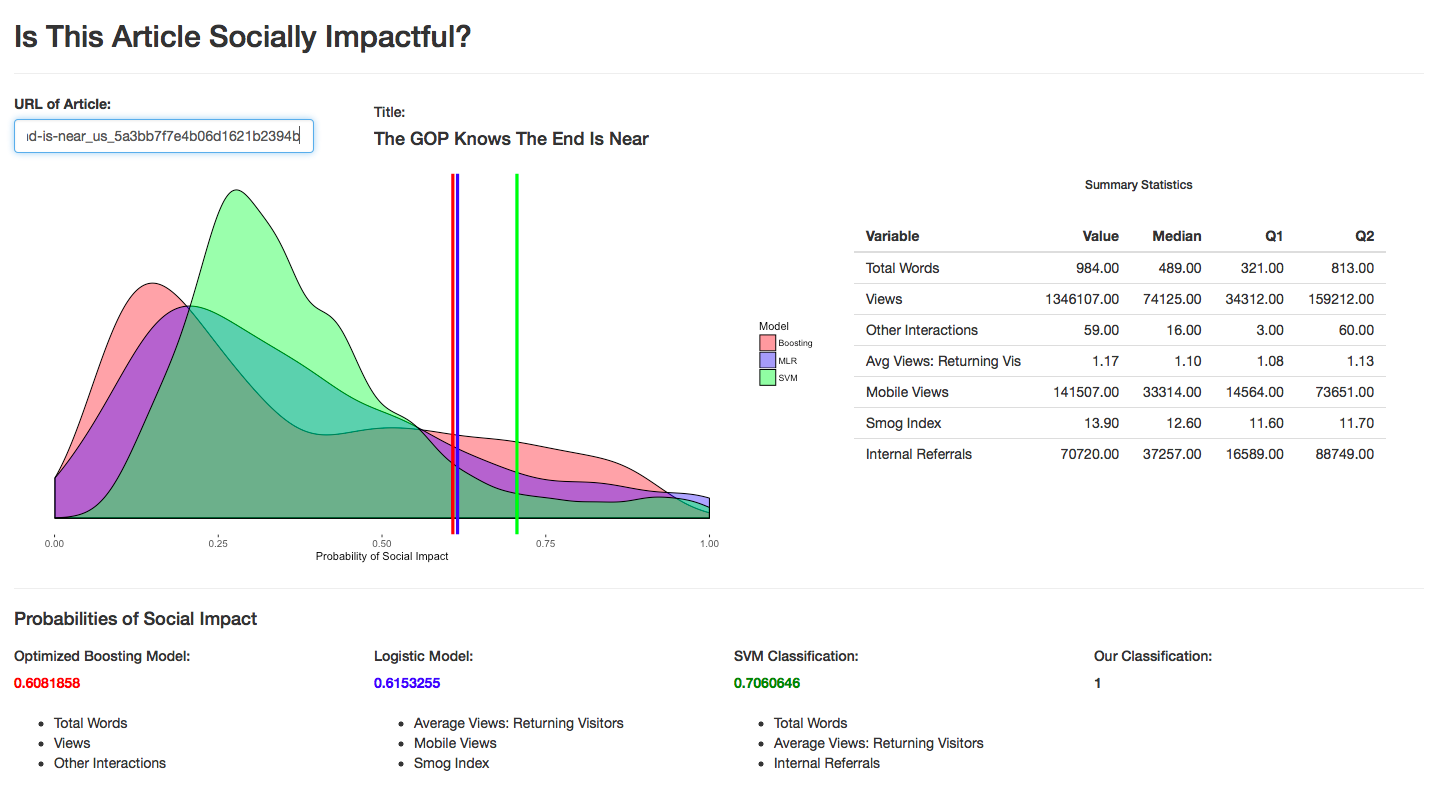 Is This Article Socially Impactful?
URL of Article:
d-is-near_us_5a3bb7f7e4b06d1621b2394b
Title:
The GOP Knows The End Is Near
0.00 0.25 0.50 0.75 1.00
Probability of Social Impact
Model
Boosting
MLR
SVM
Summary Statistics
Variable Value Median Q1 Q2
Total Words 984.00 489.00 321.00 813.00
Views 1346107.00 74125.00 34312.00 159212.00
Other Interactions 59.00 16.00 3.00 60.00
Avg Views: Returning Vis 1.17 1.10 1.08 1.13
Mobile Views 141507.00 33314.00 14564.00 73651.00
Smog Index 13.90 12.60 11.60 11.70
Internal Referrals 70720.00 37257.00 16589.00 88749.00
Probabilities of Social Impact
Optimized Boosting Model:
0.6081858
• Total Words
• Views
• Other Interactions
Logistic Model:
0.6153255
• Average Views: Returning Visitors
• Mobile Views
• Smog Index
SVM Classification:
0.7060646
• Total Words
• Average Views: Returning Visitors
• Internal Referrals
Our Classification:
1